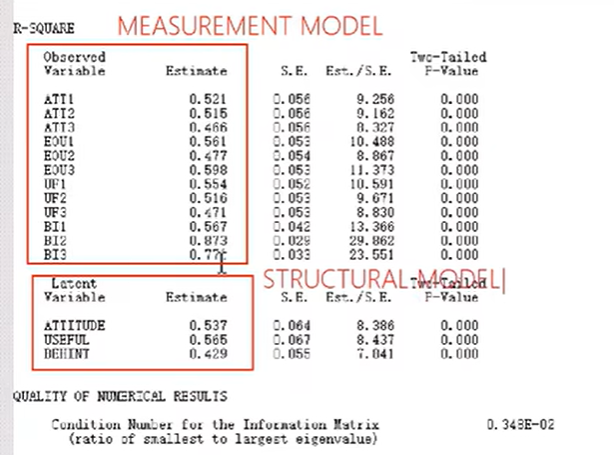 R-SQUARE MEASUREMENT MODEL
Observed Two-Tailed
Variable Estimate S.E. Est./S.E. P-Value
ATT1 0.521 0.056 9.256 0.000
ATT2 0.515 0.056 9.162 0.000
ATT3 0.466 0.056 8.327 0.000
EOU1 0.561 0.053 10.488 0.000
EOU2 0.477 0.054 8.867 0.000
EOU3 0.598 0.053 11.373 0.000
UF1 0.554 0.052 10.591 0.000
UF2 0.516 0.053 9.671 0.000
UF3 0.471 0.053 8.830 0.000
BI1 0.567 0.042 13.366 0.000
BI2 0.873 0.029 29.862 0.000
BI3 0.033 23.551 0.000
STRUCTURAL MODEL
Latent Two-Tailed
Variable Estimate S.E. Est./S.E. P-Value
ATTITUDE 0.537 0.064 8.386 0.000
USEFUL 0.565 0.067 8.437 0.000
BEHINT 0.429 0.055 7.841 0.000
QUALITY OF NUMERICAL RESULTS
Condition Number for the Information Matrix 0.348E-02
(ratio of smallest to largest eigenvalue)